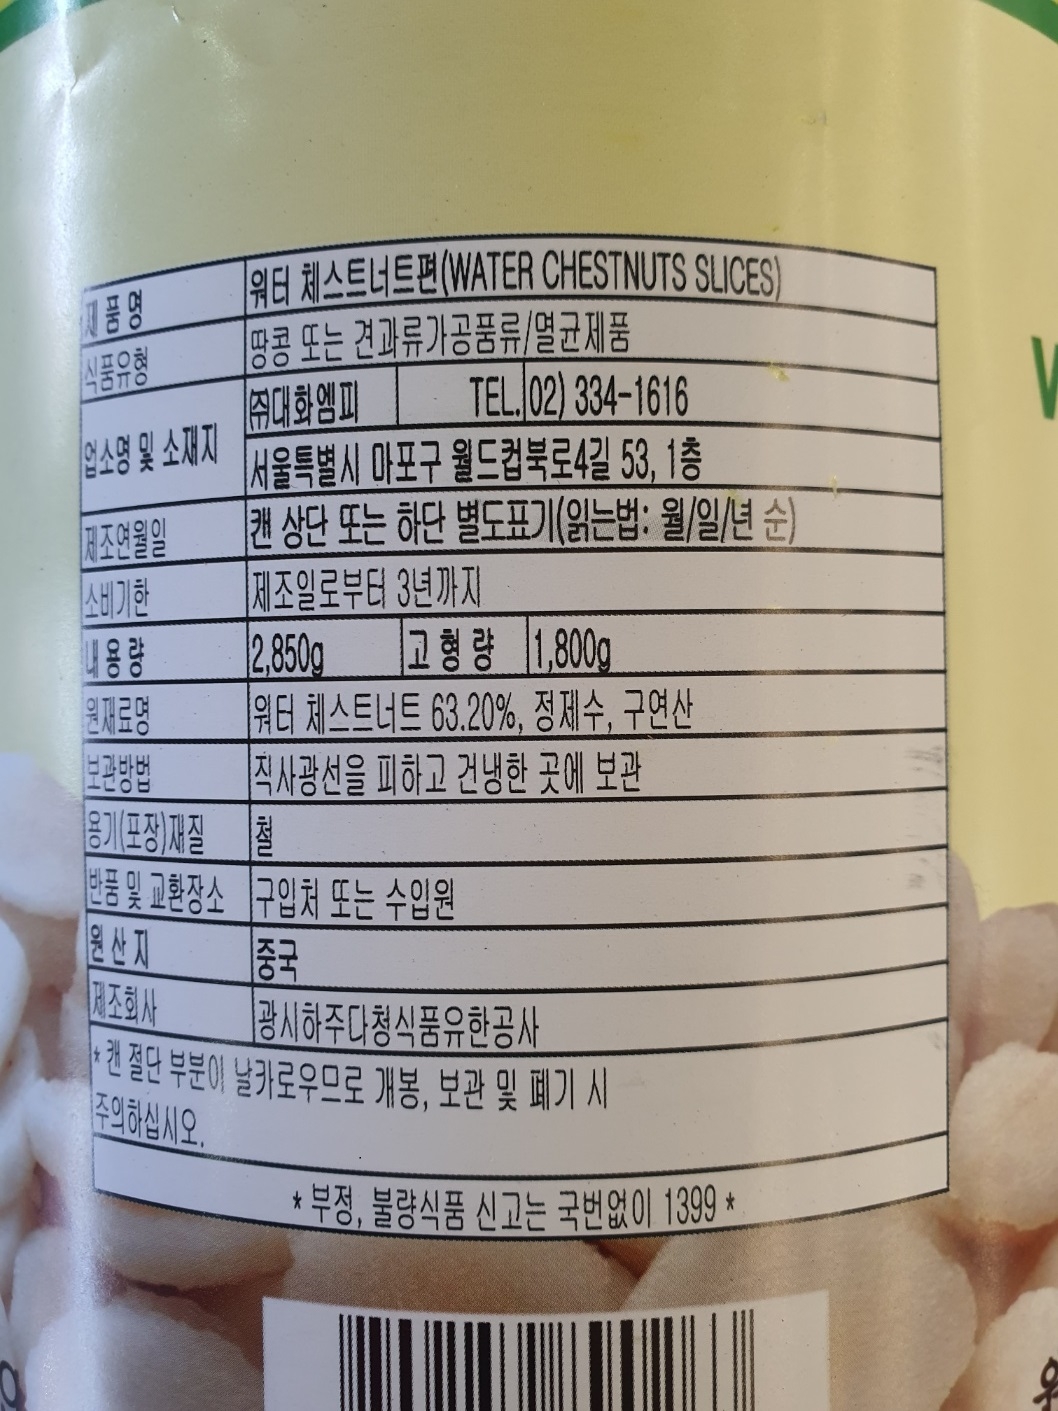 제품명 워터 체스트너트편(WATER CHESTNUTS SLICES)
식품유형 땅콩 또는 견과류가공품류/멸균제품
업소명 및 소재지 ㈜대화엠피 TEL. 02) 334-1616
서울특별시 마포구 월드컵북로4길 53, 1층
제조연월일 캔 상단 또는 하단 별도표기(읽는법: 월/일/년 순)
소비기한 제조일로부터 3년까지
내용량 2,850g 고형량 1,800g
원재료명 워터 체스트너트 63.20%, 정제수, 구연산
보관방법 직사광선을 피하고 건냉한 곳에 보관
용기(포장)재질 철
반품 및 교환장소 구입처 또는 수입원
원산지 중국
제조회사 광시하주다청식품유한공사
* 캔 절단 부분이 날카로우므로 개봉, 보관 및 폐기 시
주의하십시오.
* 부정, 불량식품 신고는 국번없이 1399 *